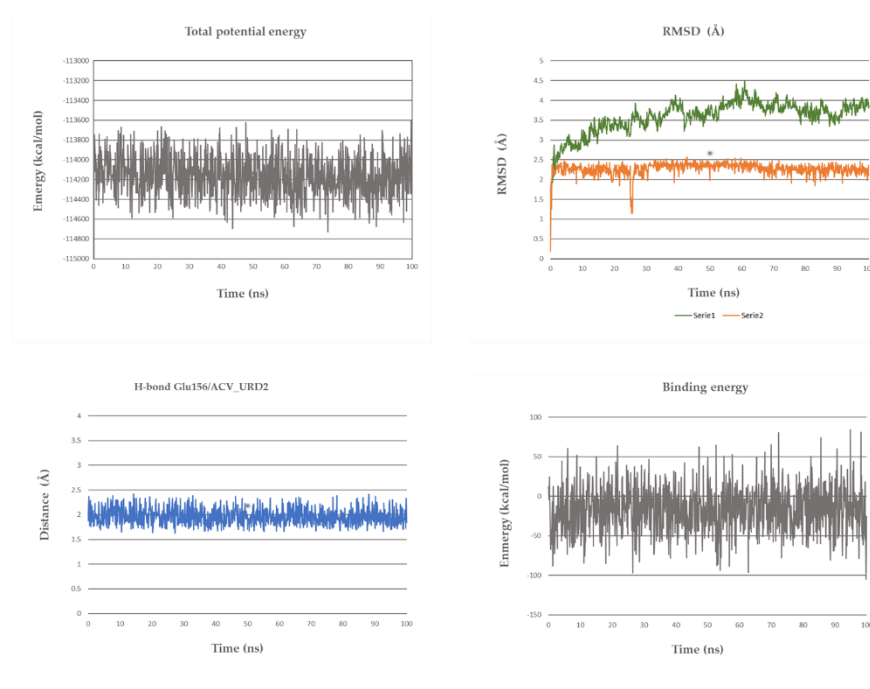 Total potential energy
-113000
-113200
-113400
-113600
-113800
-114000
-114200
-114400
-114600
-114800
-115000
Emergy (kcal/mol)
0 10 20 30 40 50 60 70 80 90 100
Time (ns)
RMSD (Å)
5
4.5
4
3.5
3
2.5
2
1.5
1
0.5
0
RMSD (Å)
*
0 10 20 30 40 50 60 70 80 90 100
Time (ns)
Serie1 Serie2
H-bond Glu156/ACV_URD2
4
3.5
3
2.5
2
1.5
1
0.5
0
Distance (Å)
*
0 10 20 30 40 50 60 70 80 90 100
Time (ns)
Binding energy
100
50
0
-50
-100
-150
Enmergy (kcal/mol)
0 10 20 30 40 50 60 70 80 90 100
Time (ns)